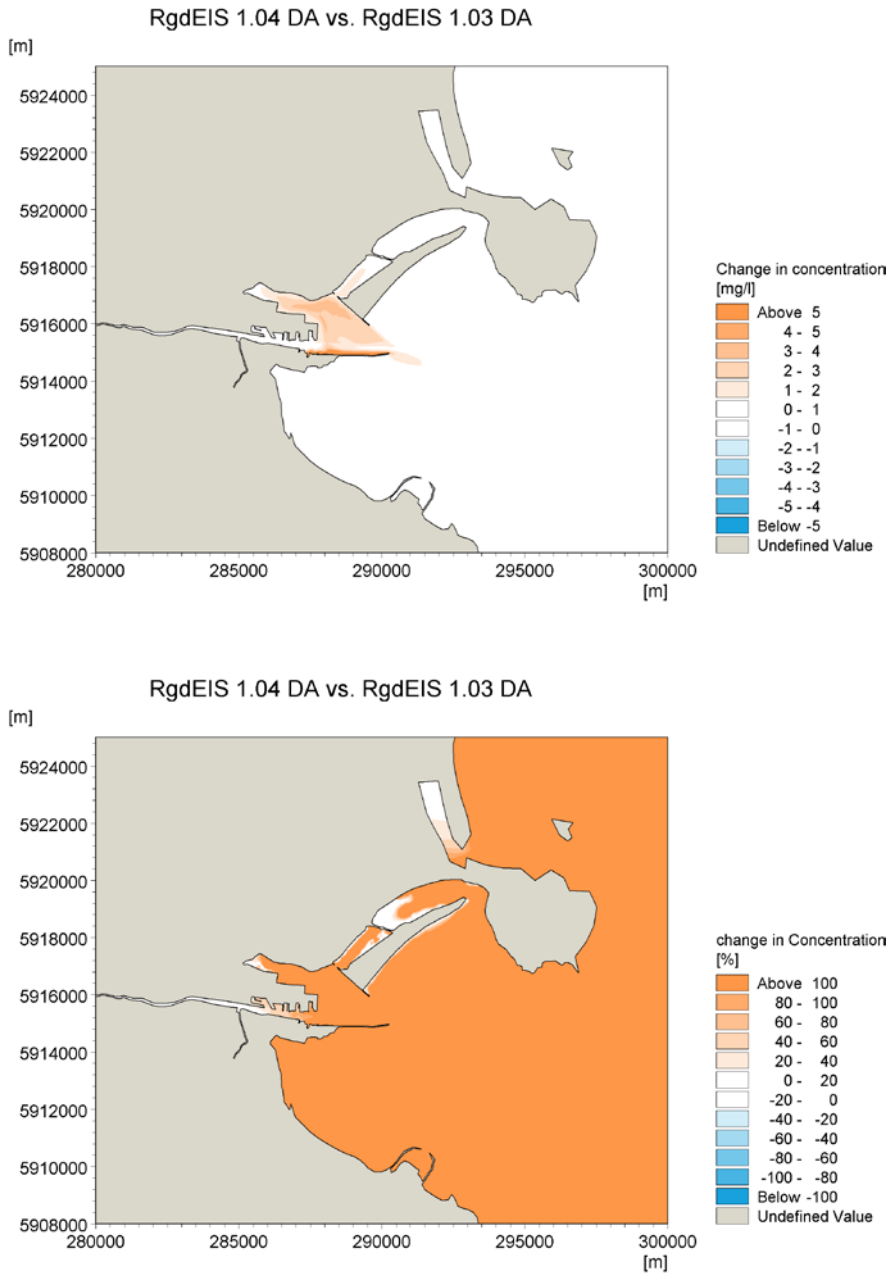 RgdEIS 1.04 DA vs. RgdEIS 1.03 DA
[m]
5924000
5922000
5920000
5918000
5916000
5914000
5912000
5910000
5908000
280000 285000 290000 295000 300000
[m]
Change in concentration
[mg/l]
Above 5
4 - 5
3 - 4
2 - 3
1 - 2
0 - 1
-1 - 0
-2 - -1
-3 - -2
-4 - -3
-5 - -4
Below -5
Undefined Value
RgdEIS 1.04 DA vs. RgdEIS 1.03 DA
[m]
5924000
5922000
5920000
5918000
5916000
5914000
5912000
5910000
5908000
280000 285000 290000 295000 300000
[m]
change in Concentration
[%]
Above 100
80 - 100
60 - 80
40 - 60
20 - 40
0 - 20
-20 - 0
-40 - -20
-60 - -40
-80 - -60
-100 - -80
Below -100
Undefined Value